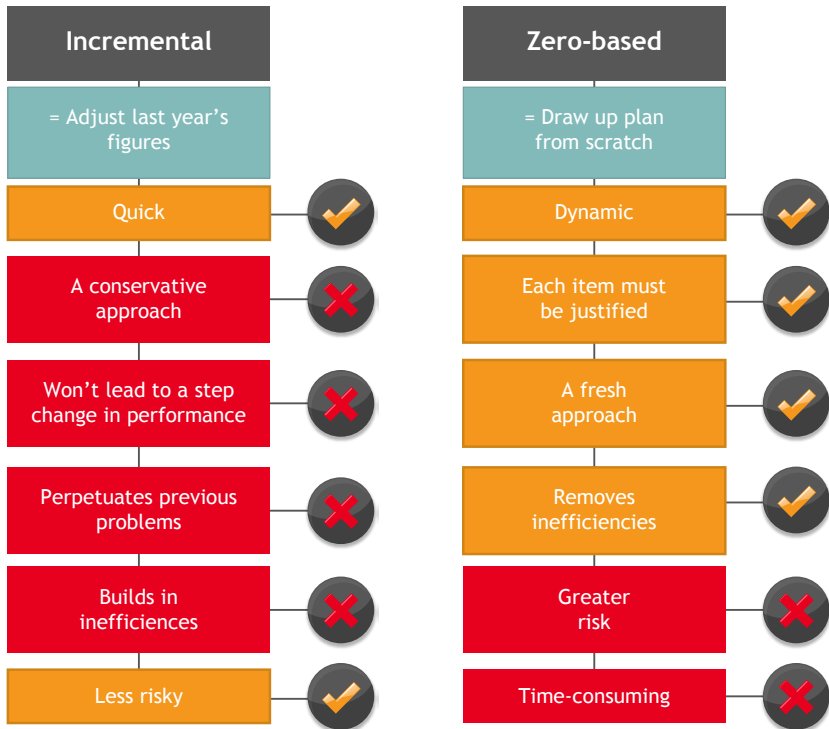 Incremental
= Adjust last year's
figures
Quick
A conservative
approach
Won't lead to a step
change in performance
Perpetuates previous
problems
Builds in
inefficiences
Less risky
Zero-based
= Draw up plan
from scratch
Dynamic
Each item must
be justified
A fresh
approach
Removes
inefficiencies
Greater
risk
Time-consuming